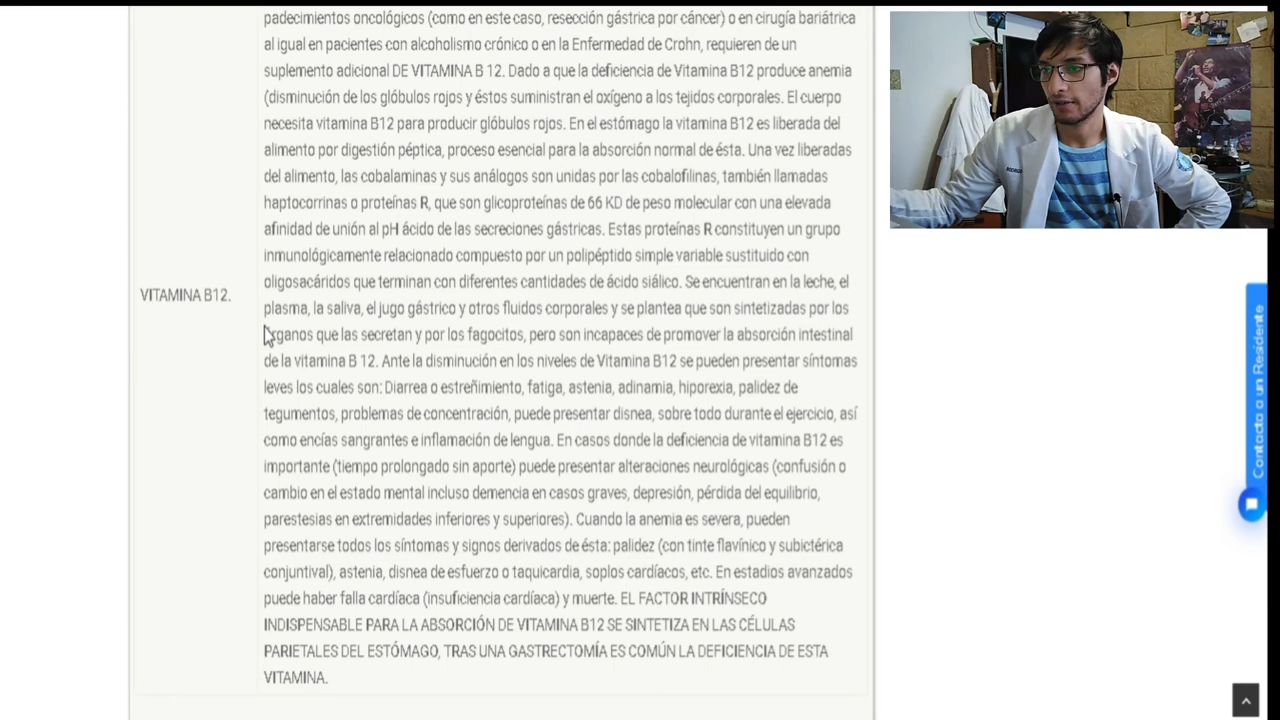 padecimientos oncológicos (como en este caso, resección gástrica por cáncer) o en cirugía bariátrica
al igual en pacientes con alcoholismo crónico o en la Enfermedad de Crohn, requieren de un
suplemento adicional DE VITAMINA B 12. Dado a que la deficiencia de Vitamina B12 produce anemia
(disminución de los glóbulos rojos y éstos suministran el oxígeno a los tejidos corporales. El cuerpo
necesita vitamina B12 para producir glóbulos rojos. En el estómago la vitamina B12 es liberada del
alimento por digestión péptica, proceso esencial para la absorción normal de ésta. Una vez liberadas
del alimento, las cobalaminas y sus análogos son unidas por las cobalofilinas, también llamadas
haptocorrinas o proteínas R, que son glicoproteínas de 66 KD de peso molecular con una elevada
afinidad de unión al pH ácido de las secreciones gástricas. Estas proteínas R constituyen un grupo
inmunológicamente relacionado compuesto por un polipéptido simple variable sustituido con
oligosacáridos que terminan con diferentes cantidades de ácido siálico. Se encuentran en la leche, el
VITAMINA B12.
plasma, la saliva, el jugo gástrico y otros fluidos corporales y se plantea que son sintetizadas por los
órganos que las secretan y por los fagocitos, pero son incapaces de promover la absorción intestinal
de la vitamina B 12. Ante la disminución en los niveles de Vitamina B12 se pueden presentar síntomas
leves los cuales son: Diarrea o estreñimiento, fatiga, astenia, adinamia, hiporexia, palidez de
tegumentos, problemas de concentración, puede presentar disnea, sobre todo durante el ejercicio, así
como encías sangrantes e inflamación de lengua. En casos donde la deficiencia de vitamina B12 es
importante (tiempo prolongado sin aporte) puede presentar alteraciones neurológicas (confusión o
cambio en el estado mental incluso demencia en casos graves, depresión, pérdida del equilibrio,
parestesias en extremidades inferiores y superiores). Cuando la anemia es severa, pueden
presentarse todos los síntomas y signos derivados de ésta: palidez (con tinte flavínico y subictérica
conjuntival), astenia, disnea de esfuerzo o taquicardia, soplos cardíacos, etc. En estadios avanzados
puede haber falla cardíaca (insuficiencia cardíaca) y muerte. EL FACTOR INTRÍNSECO
INDISPENSABLE PARA LA ABSORCIÓN DE VITAMINA B12 SE SINTETIZA EN LAS CÉLULAS
PARIETALES DEL ESTÓMAGO, TRAS UNA GASTRECTOMÍA ES COMÚN LA DEFICIENCIA DE ESTA
VITAMINA.
Contacta a un Residente